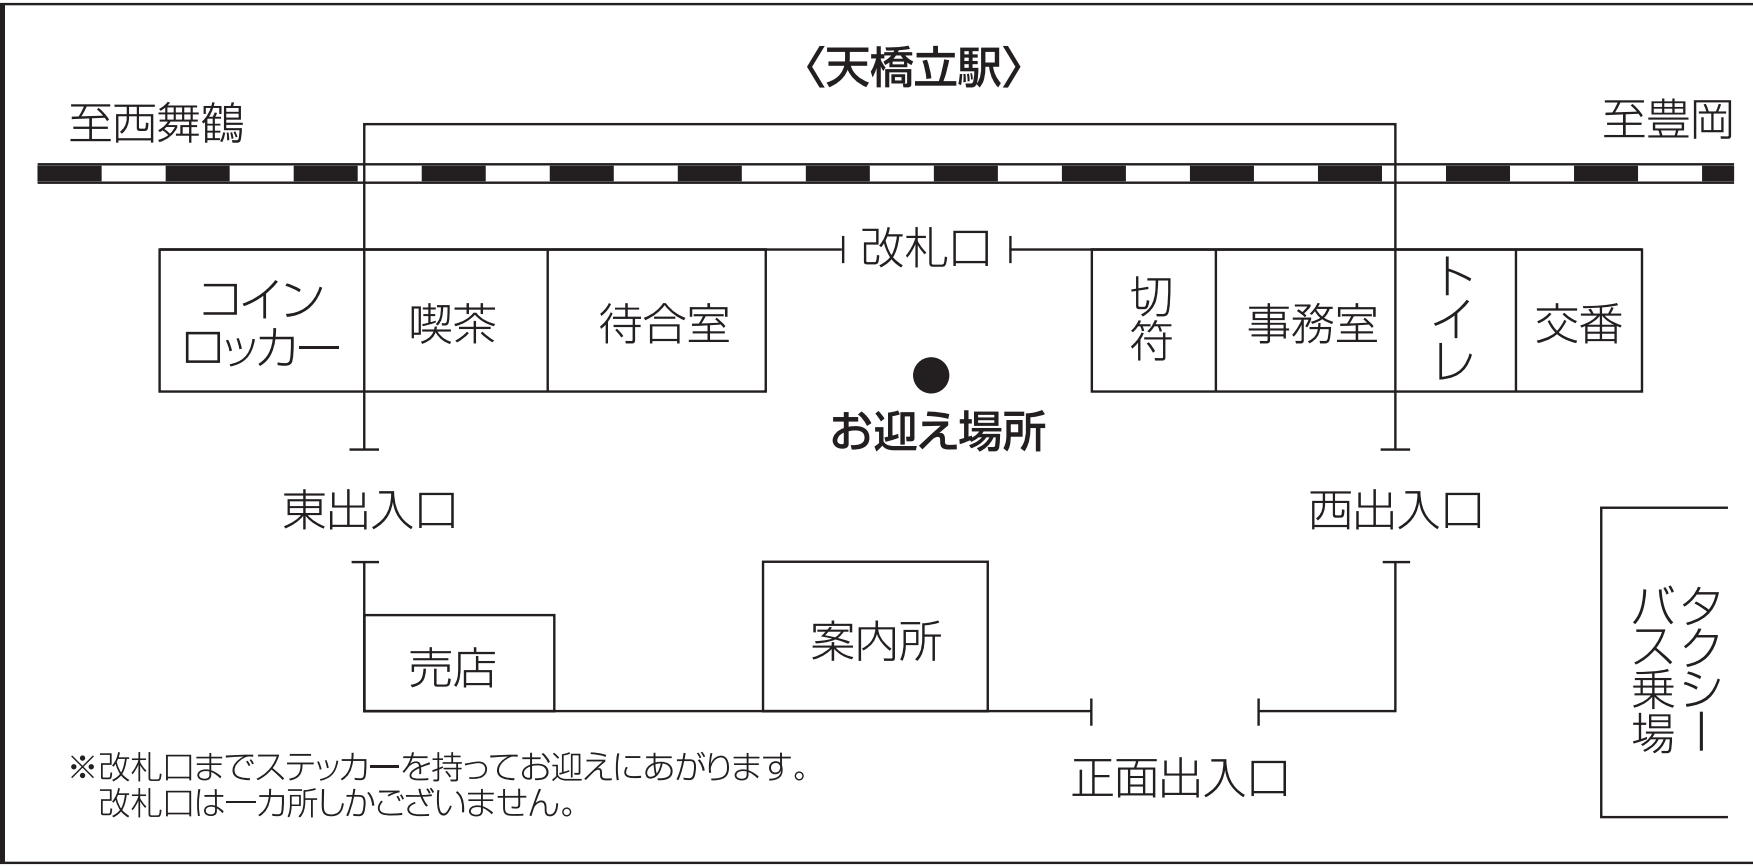 〈天橋立駅〉
至西舞鶴
至豊岡
改札口
コイン
ロッカー
喫茶
待合室
切符
事務室
トイレ
交番
お迎え場所
東出入口
西出入口
売店
案内所
タクシー
バス乗場
正面出入口
※改札口までステッカーを持ってお迎えにあがります。
改札口は一カ所しかございません。